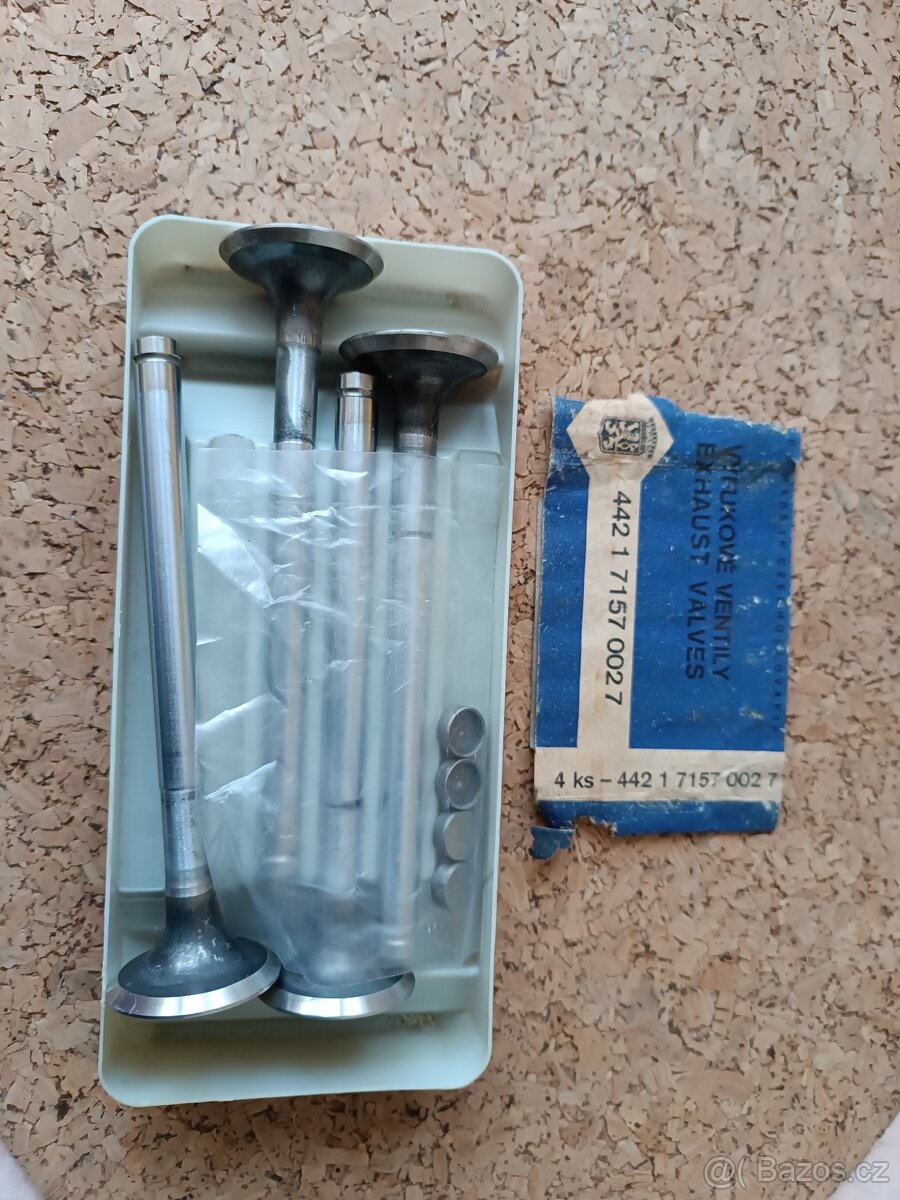 VÝFUKOVÉ VENTILY
EXHAUST VALVES
442 1 7157 002 7
4 ks – 442 1 7157 002 7
@( Bazos.cz